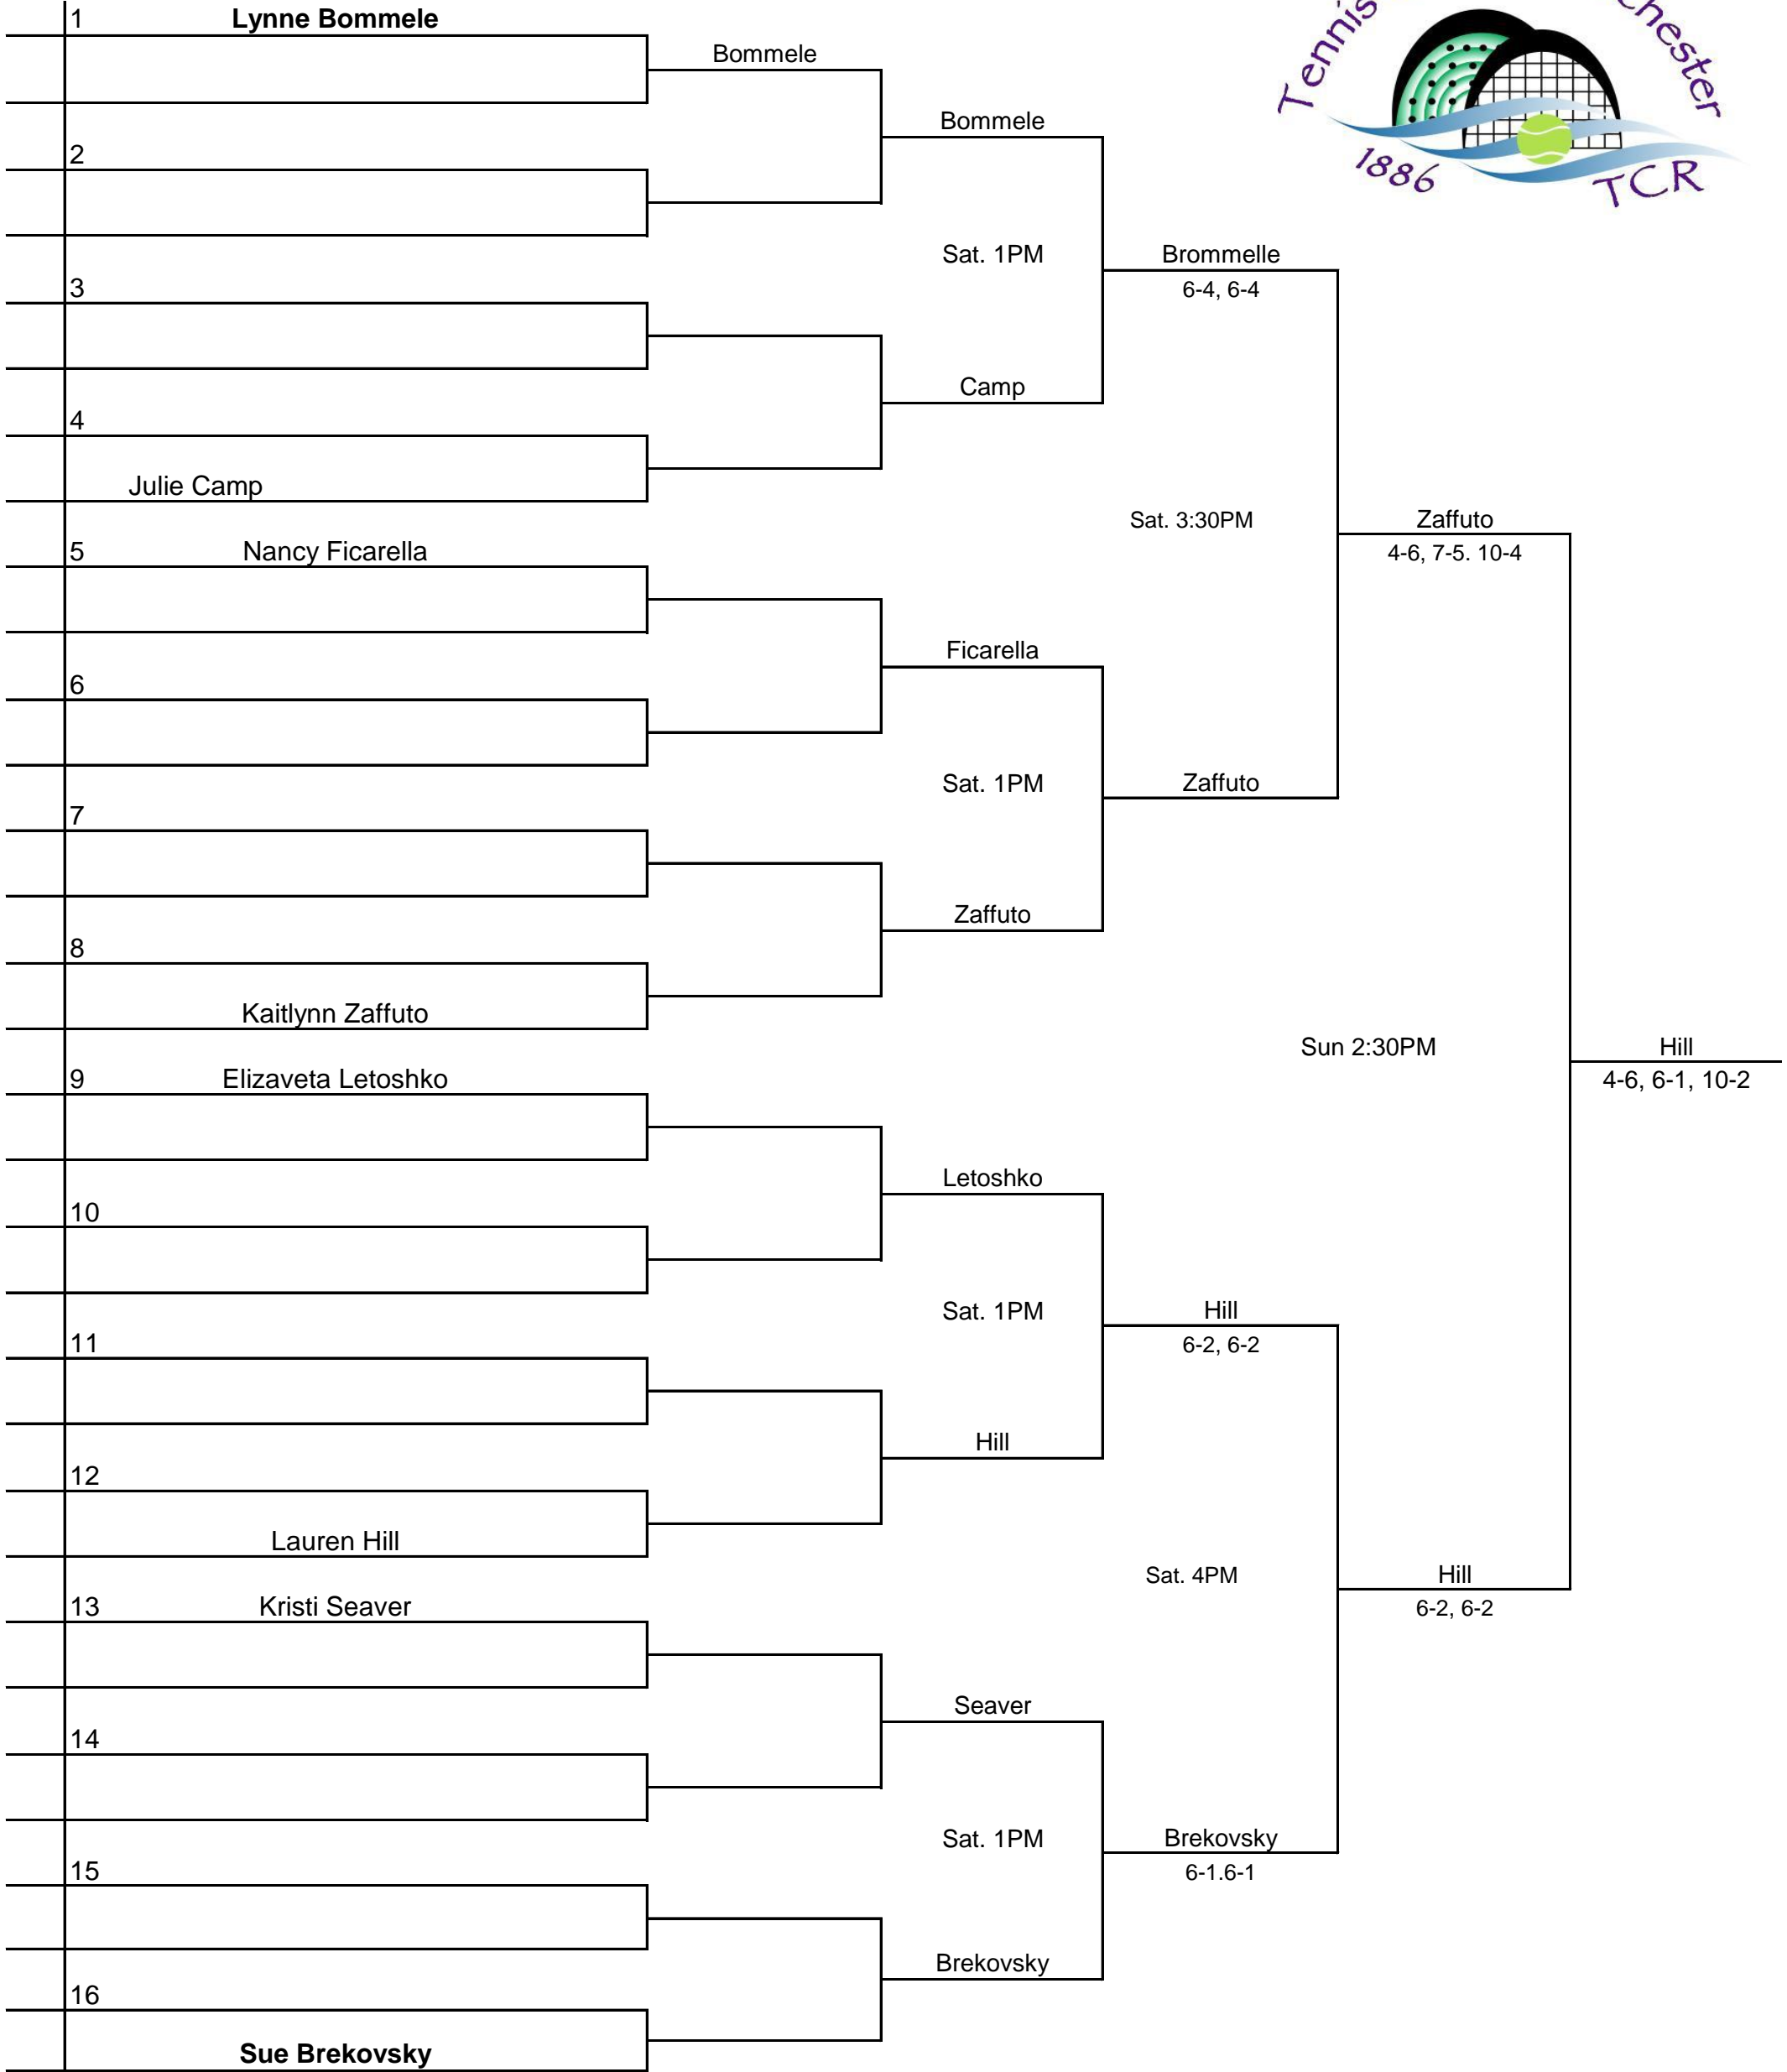 1 Lynne Bommele
Bommele
Bommele
2
Sat. 1PM
Brommelle
6-4, 6-4
3
Camp
4
Julie Camp
Sat. 3:30PM
Zaffuto
4-6, 7-5. 10-4
5 Nancy Ficarella
Ficarella
6
Sat. 1PM
Zaffuto
7
Zaffuto
8
Kaitlynn Zaffuto
Sun 2:30PM
Hill
4-6, 6-1, 10-2
9 Elizaveta Letoshko
Letoshko
10
Sat. 1PM
Hill
6-2, 6-2
11
Hill
12
Lauren Hill
Sat. 4PM
Hill
6-2, 6-2
13 Kristi Seaver
Seaver
14
Sat. 1PM
Brekovsky
6-1.6-1
15
Brekovsky
16
Sue Brekovsky
Tennis
chester
1886
TCR